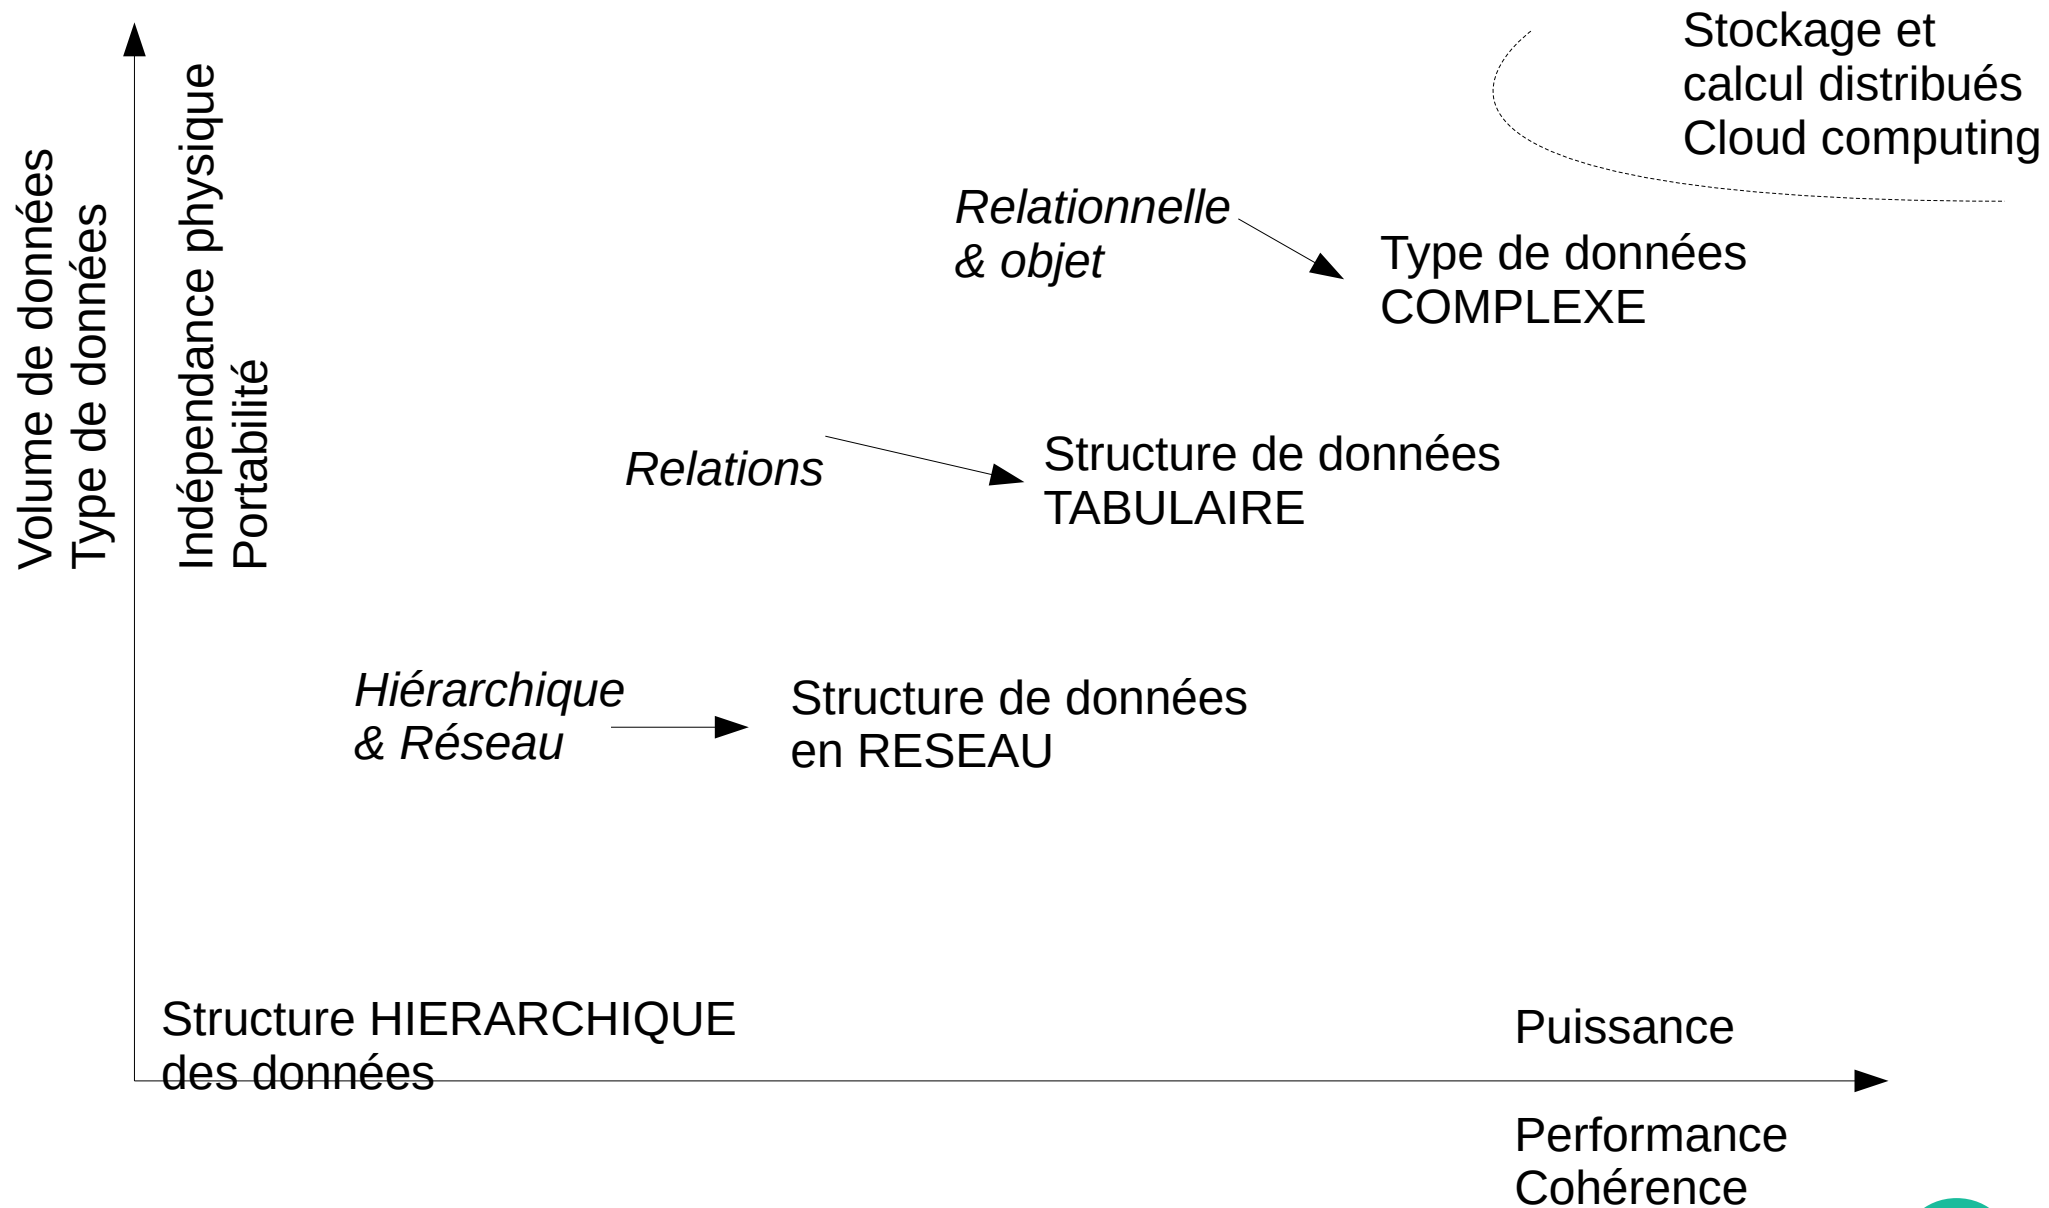 Volume de données
Type de données
Indépendance physique
Portabilité
Stockage et
calcul distribués
Cloud computing
Relationnelle
& objet
Type de données
COMPLEXE
Relations
Structure de données
TABULAIRE
Hiérarchique
& Réseau
Structure de données
en RESEAU
Structure HIERARCHIQUE
des données
Puissance
Performance
Cohérence